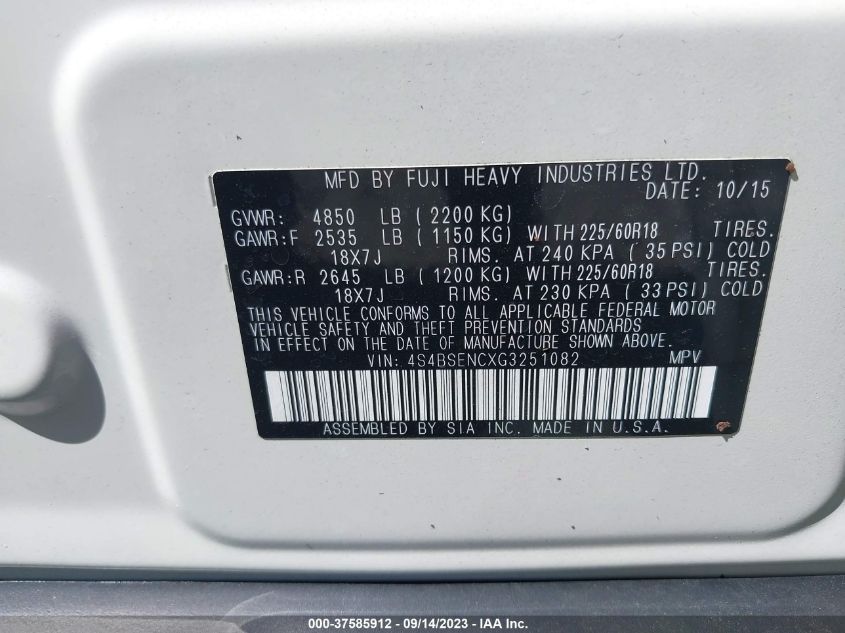 MFD BY FUJI HEAVY INDUSTRIES LTD.
DATE: 10/15
GVWR: 4850 LB ( 2200 KG)
GAWR:F 2535 LB ( 1150 KG) WITH 225/60R18 TIRES.
18X7J RIMS. AT 240 KPA ( 35 PSI) COLD
GAWR:R 2645 LB ( 1200 KG) WITH 225/60R18 TIRES.
18X7J RIMS. AT 230 KPA ( 33 PSI) COLD
THIS VEHICLE CONFORMS TO ALL APPLICABLE FEDERAL MOTOR
VEHICLE SAFETY AND THEFT PREVENTION STANDARDS
IN EFFECT ON THE DATE OF MANUFACTURE SHOWN ABOVE.
VIN: 4S4BSENCXG3251082 MPV
ASSEMBLED BY SIA INC. MADE IN U.S.A.
000-37585912 - 09/14/2023 - IAA Inc.